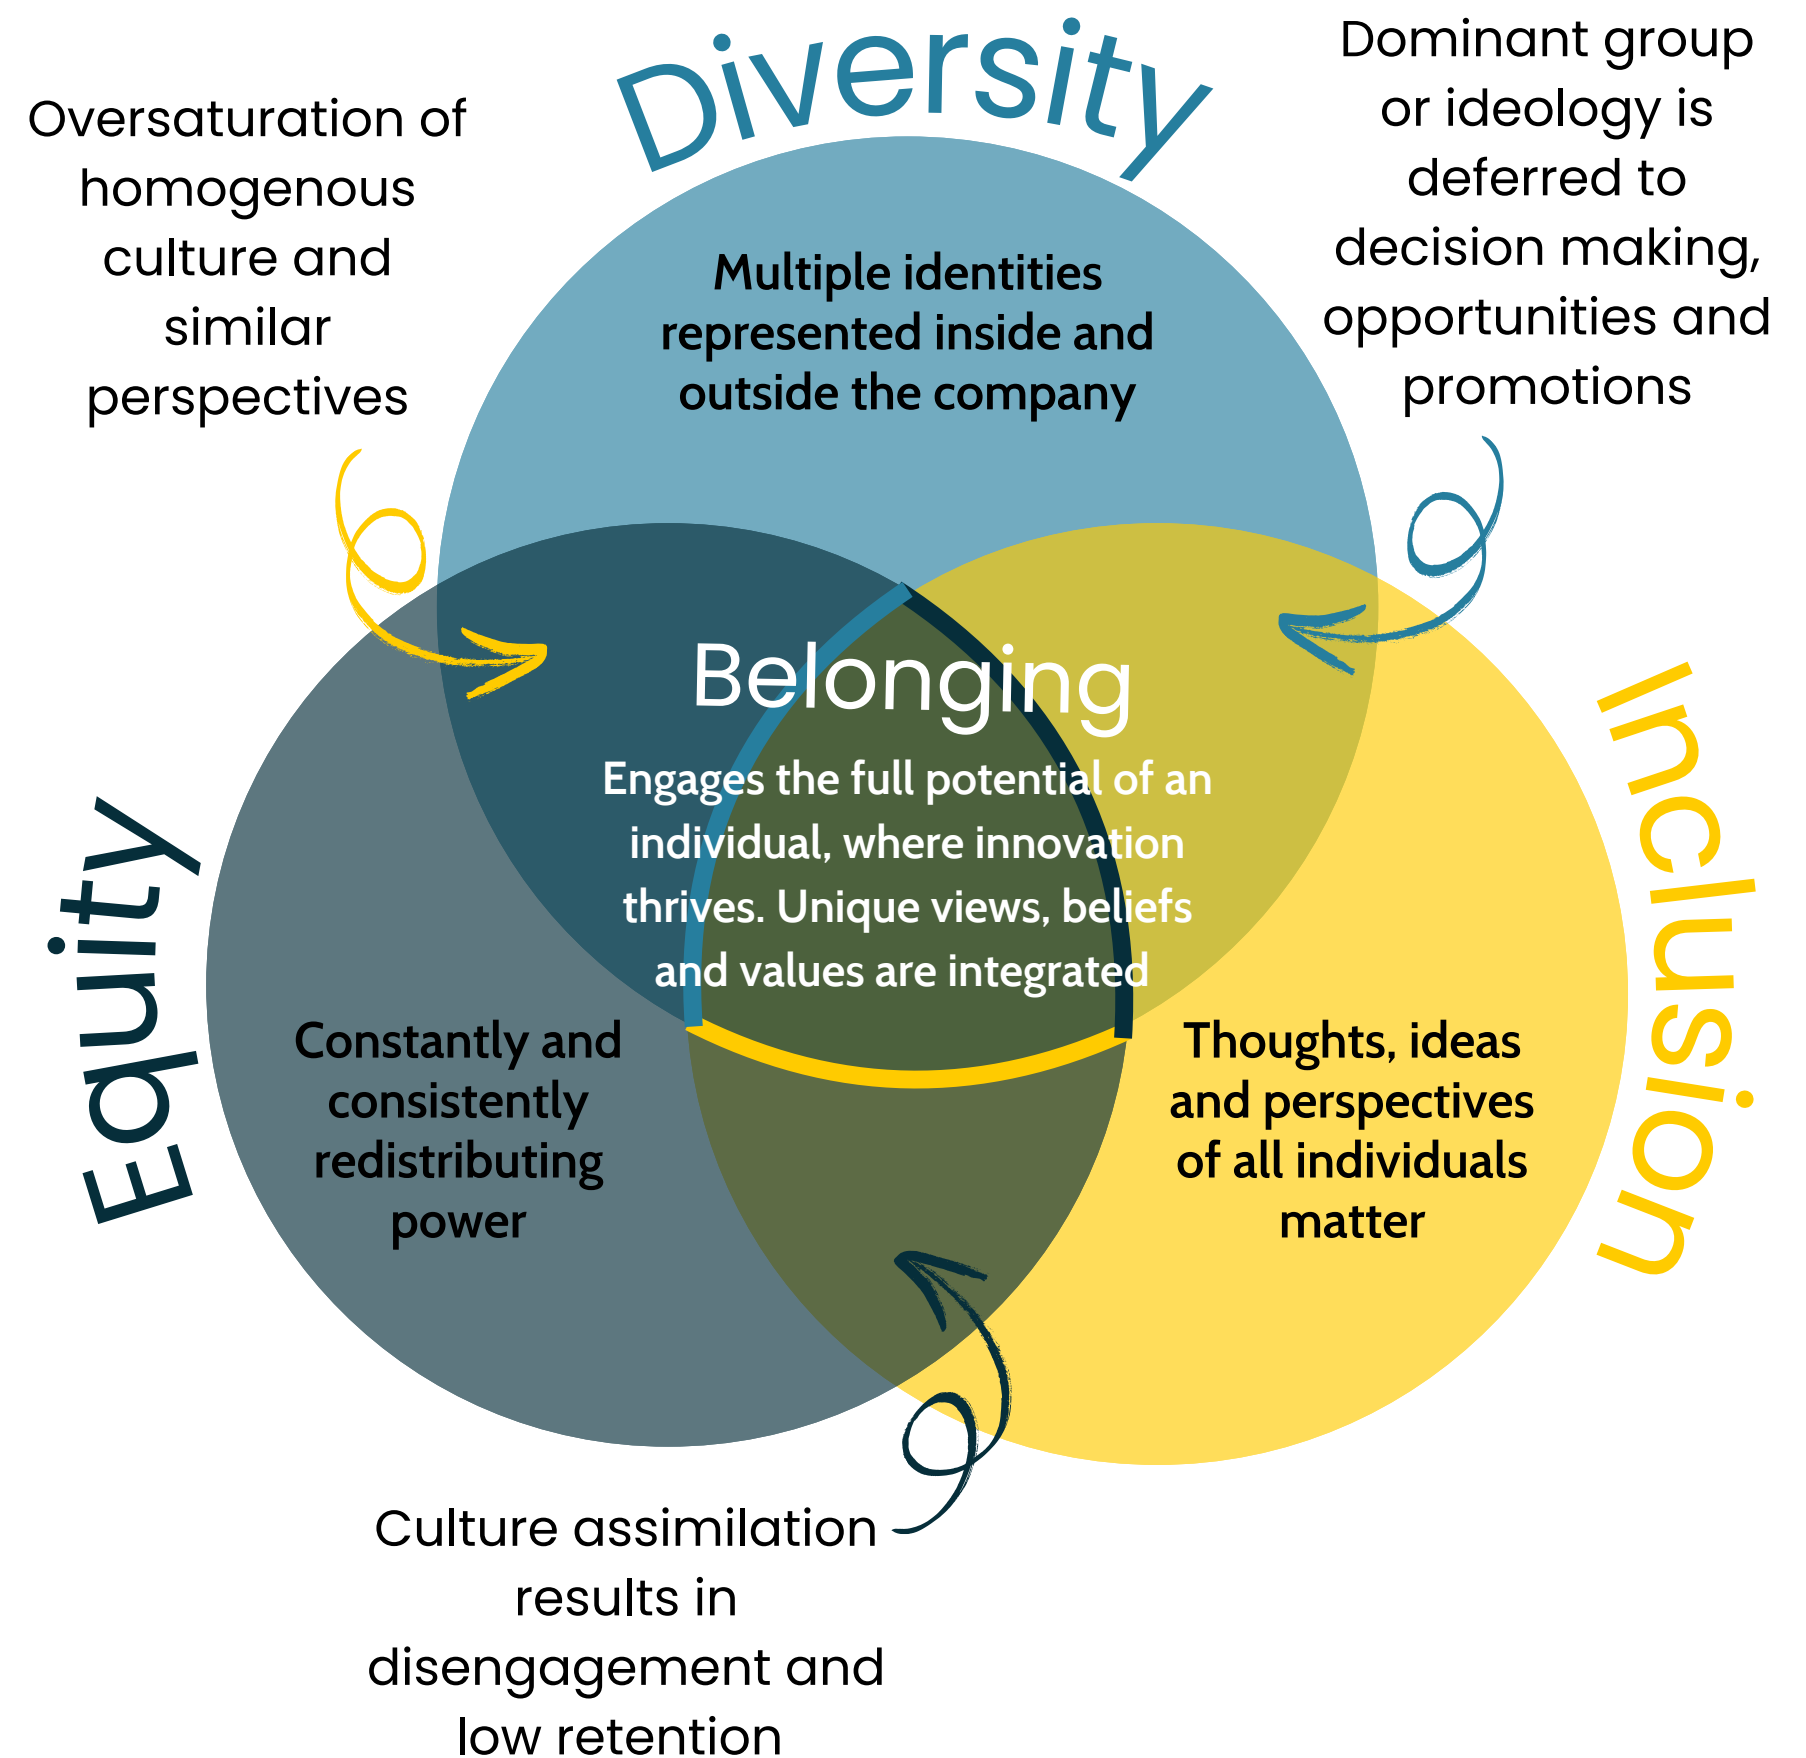 Diversity
Oversaturation of
homogenous
culture and
similar
perspectives
Dominant group
or ideology is
deferred to
decision making,
opportunities and
promotions
Multiple identities
represented inside and
outside the company
Belonging
Engages the full potential of an
individual, where innovation
thrives. Unique views, beliefs
and values are integrated
Equity
Constantly and
consistently
redistributing
power
Inclusion
Thoughts, ideas
and perspectives
of all individuals
matter
Culture assimilation
results in
disengagement and
low retention